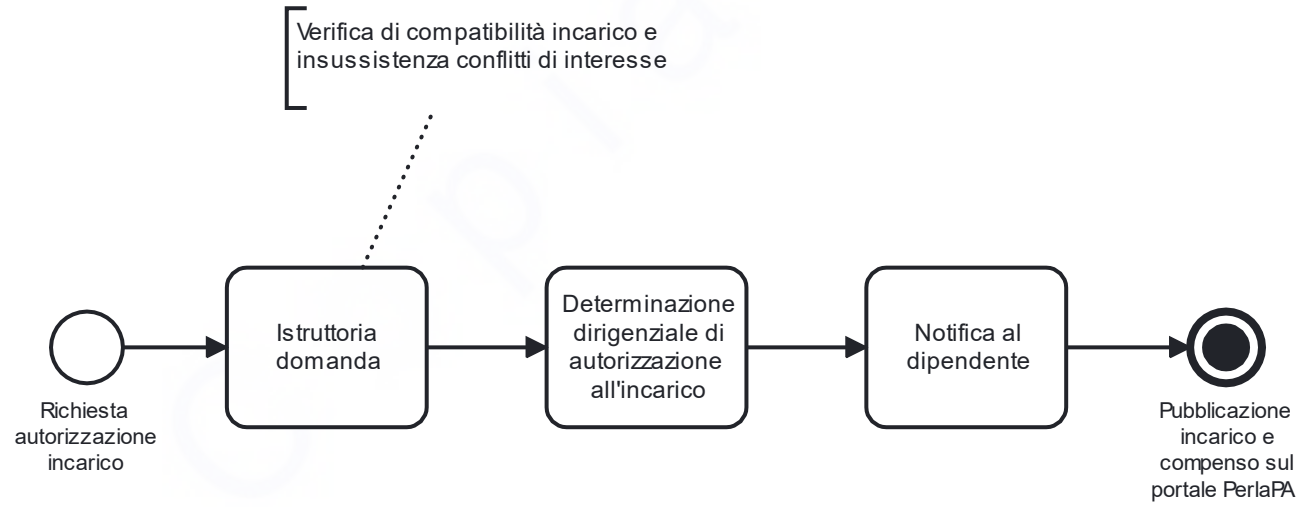 Verifica di compatibilità incarico e
insussistenza conflitti di interesse
Istruttoria
domanda
Determinazione
dirigenziale di
autorizzazione
all'incarico
Notifica al
dipendente
Richiesta
autorizzazione
incarico
Pubblicazione
incarico e
compenso sul
portale PerlaPA